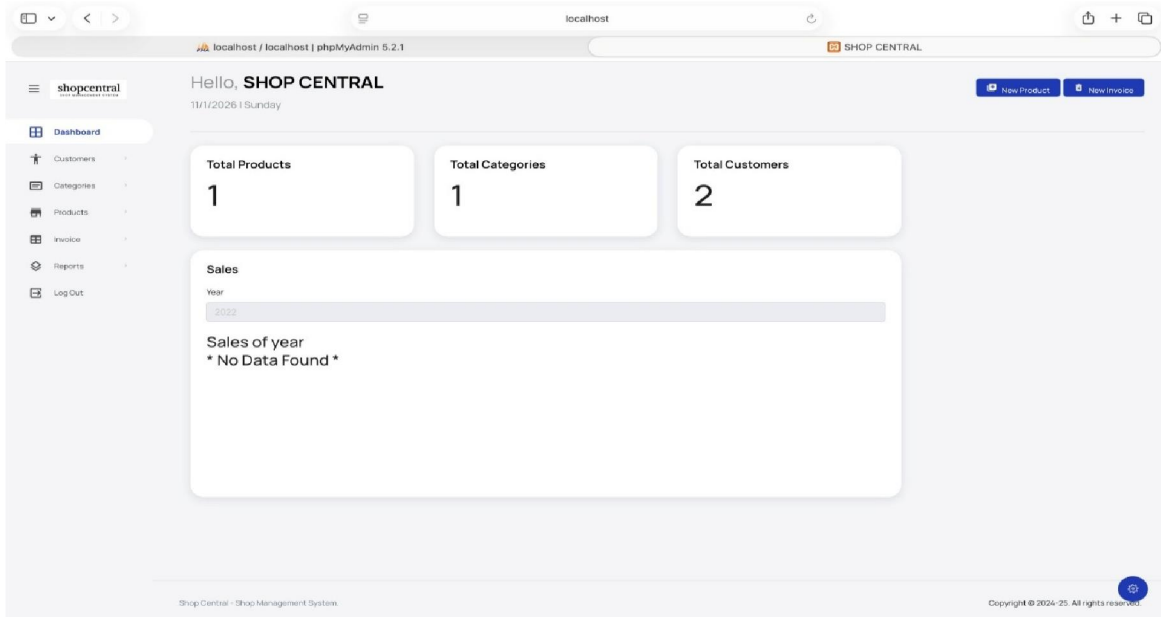 localhost
localhost / localhost | phpMyAdmin 5.2.1
SHOP CENTRAL
shopcentral
Hello, SHOP CENTRAL
11/1/2026 | Sunday
New Product
New Invoice
Dashboard
Customers
Categories
Products
Invoice
Reports
Log Out
Total Products
1
Total Categories
1
Total Customers
2
Sales
Year
2022
Sales of year
* No Data Found *
Shop Central - Shop Management System
Copyright © 2024-25. All rights reserved.